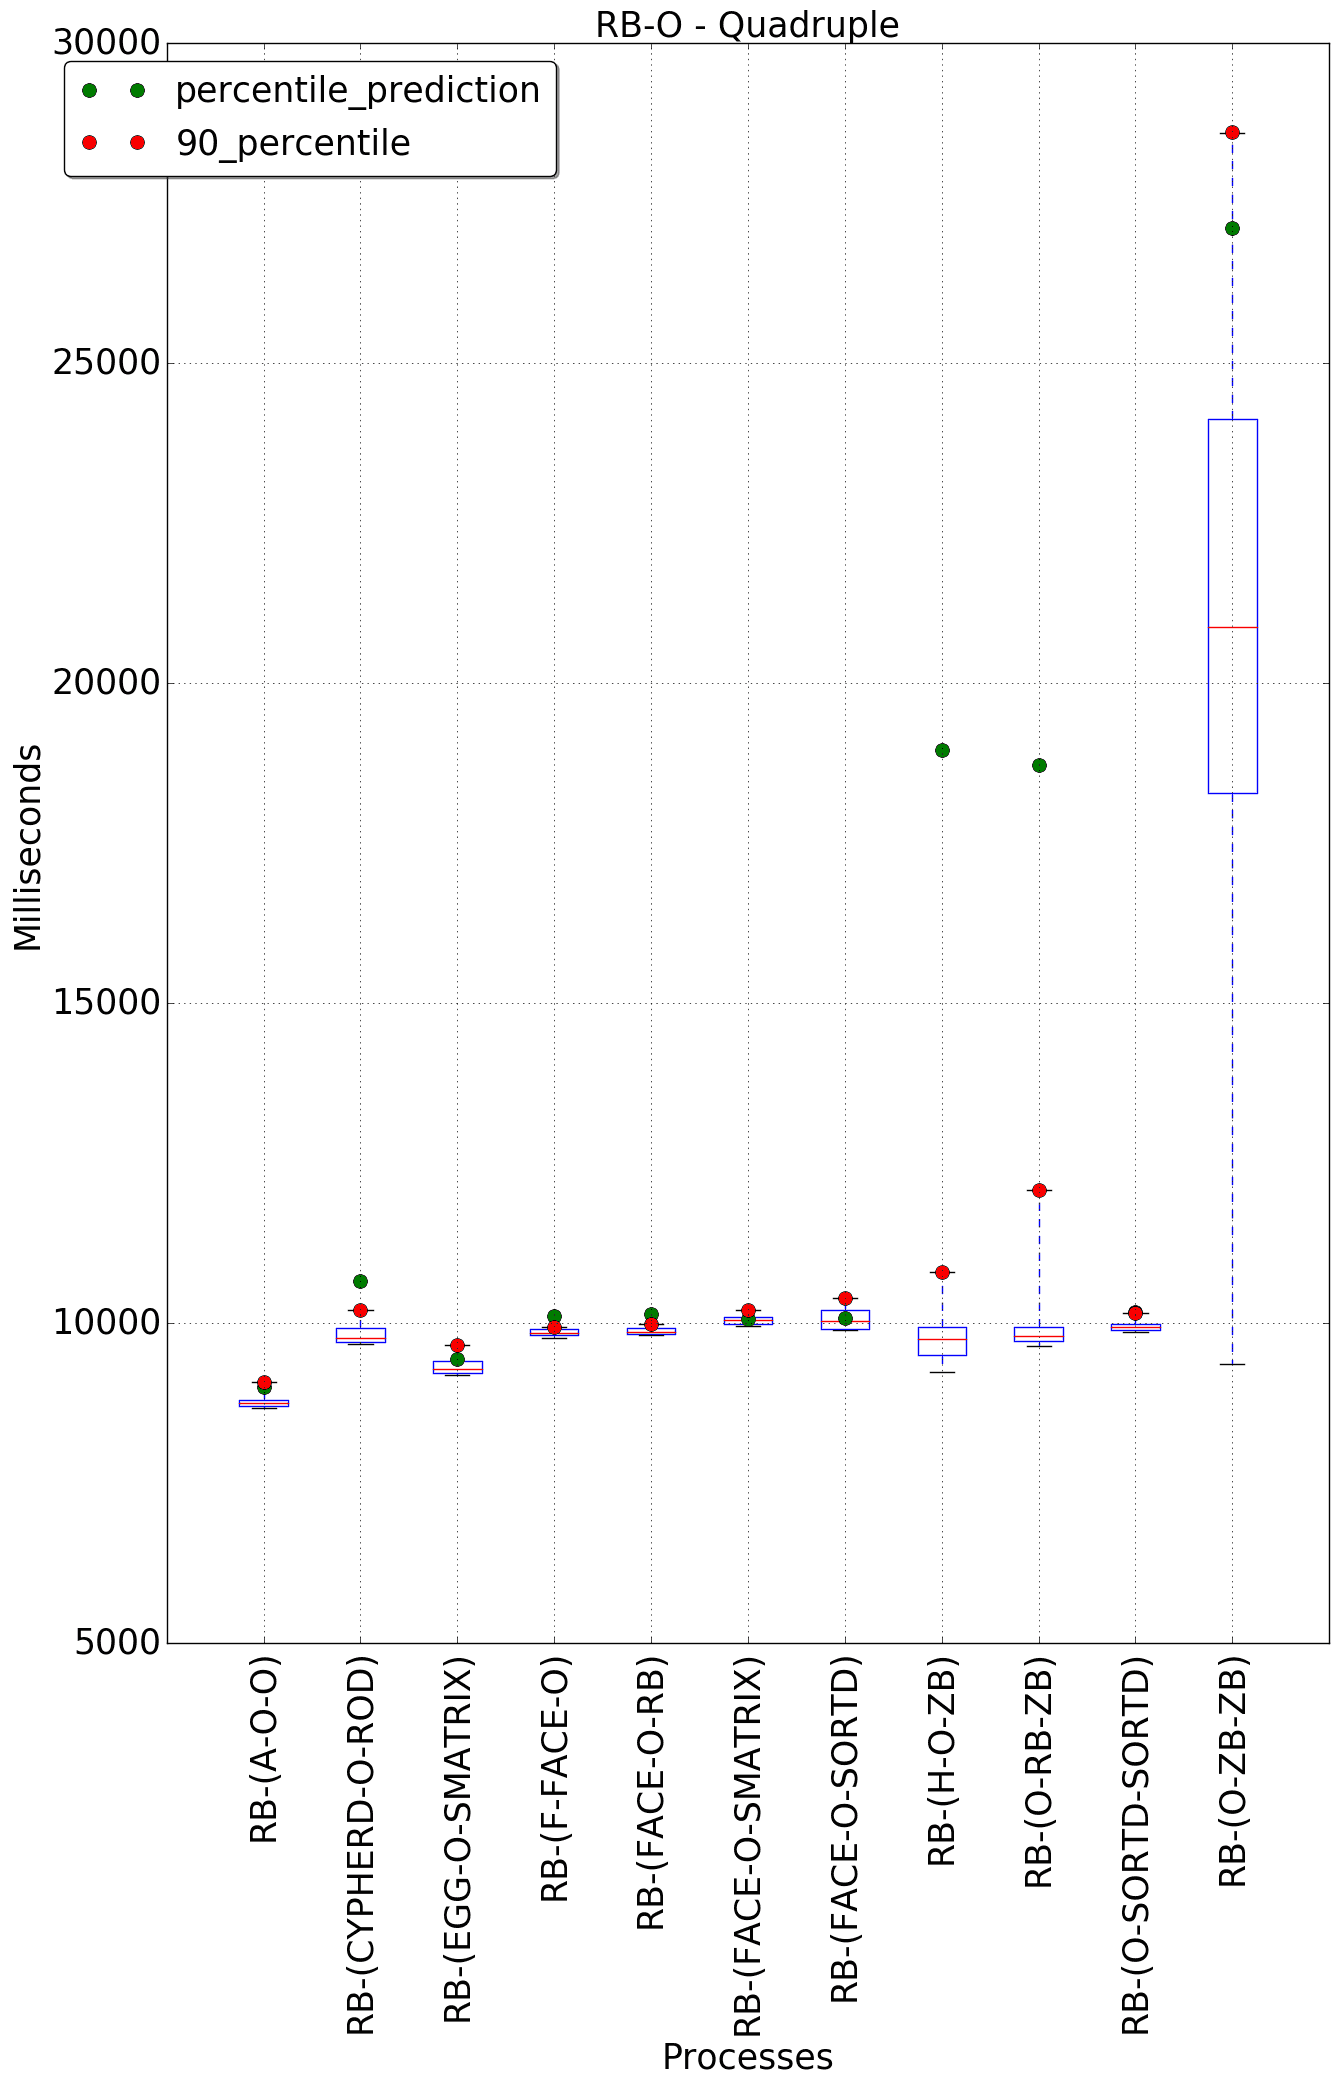 RB-O - Quadruple
30000
percentile_prediction
90_percentile
25000
20000
15000
10000
5000
Milliseconds
RB-(A-O-O)
RB-(CYPHERD-O-ROD)
RB-(EGG-O-SMATRIX)
RB-(F-FACE-O)
RB-(FACE-O-RB)
RB-(FACE-O-SMATRIX)
RB-(FACE-O-SORTD)
RB-(H-O-ZB)
RB-(O-RB-ZB)
RB-(O-SORTD-SORTD)
RB-(O-ZB-ZB)
Processes